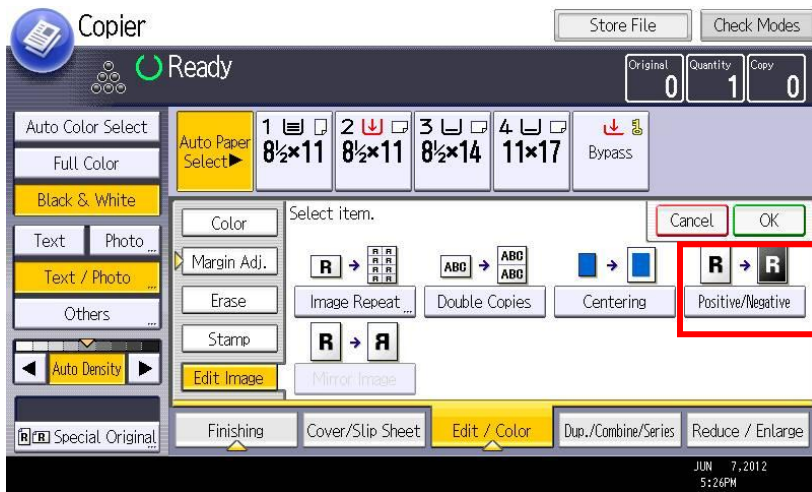 Copier
Store File
Check Modes
Ready
Original
0
Quantity
1
Copy
0
Auto Color Select
Full Color
Black & White
Text
Photo
Text / Photo
Others
Auto Density
R R Special Original
Auto Paper
Select▶
1
8½×11
2
8½×11
3
8½×14
4
11×17
Bypass
Color
Margin Adj.
Erase
Stamp
Edit Image
Select item.
Cancel
OK
R → R R
R R
R R
R R
Image Repeat
ABC → ABC
ABC
Double Copies
Centering
R → R
Positive/Negative
R → Я
Mirror Image
Finishing
Cover/Slip Sheet
Edit / Color
Dup./Combine/Series
Reduce / Enlarge
JUN 7,2012
5:26PM